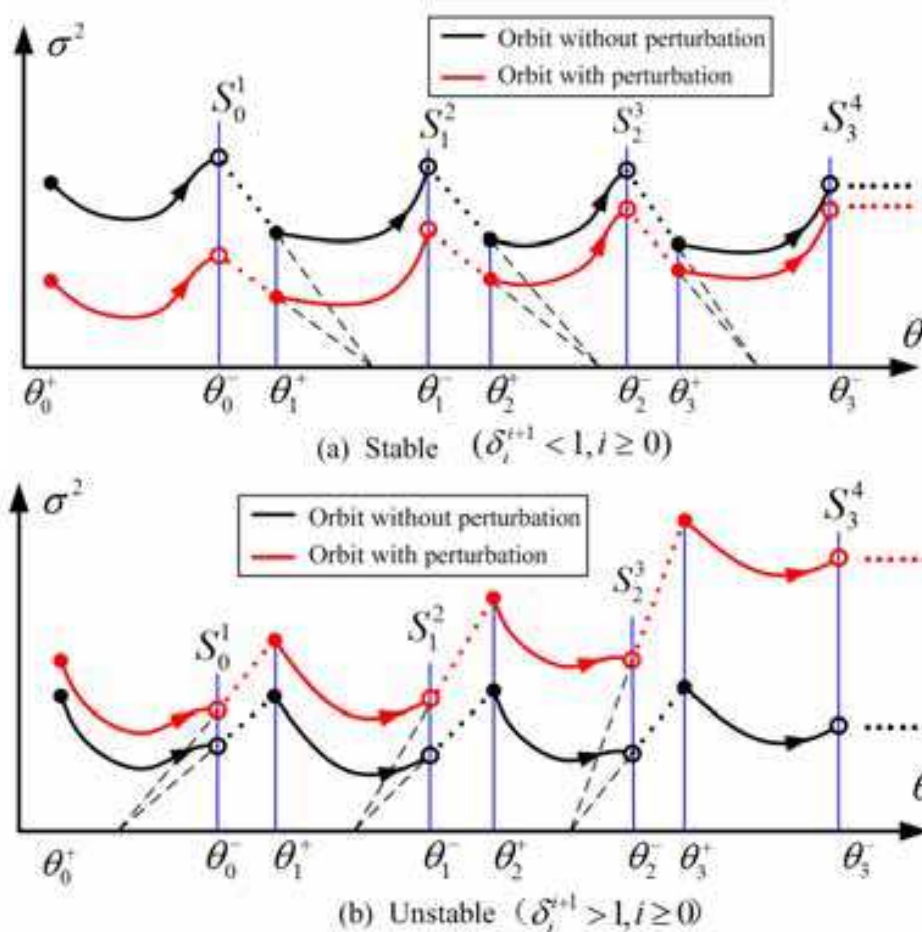 σ²
Orbit without perturbation
Orbit with perturbation
S₀¹ S₁² S₂³ S₃⁴
θ
θ₀⁺ θ₀⁻ θ₁⁺ θ₁⁻ θ₂⁺ θ₂⁻ θ₃⁺ θ₃⁻
(a) Stable (δᵢⁱ⁺¹ < 1, i ≥ 0)
σ²
Orbit without perturbation
Orbit with perturbation
S₀¹ S₁² S₂³ S₃⁴
θ
θ₀⁺ θ₀⁻ θ₁⁺ θ₁⁻ θ₂⁺ θ₂⁻ θ₃⁺ θ₃⁻
(b) Unstable (δᵢⁱ⁺¹ > 1, i ≥ 0)